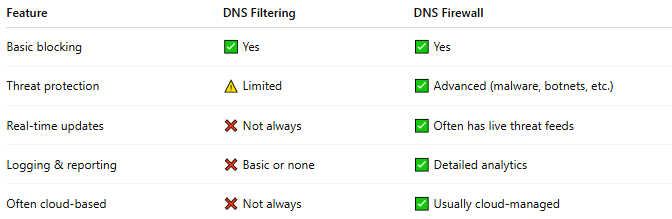 Feature DNS Filtering DNS Firewall
Basic blocking ✅ Yes ✅ Yes
Threat protection ⚠️ Limited ✅ Advanced (malware, botnets, etc.)
Real-time updates ❌ Not always ✅ Often has live threat feeds
Logging & reporting ❌ Basic or none ✅ Detailed analytics
Often cloud-based ❌ Not always ✅ Usually cloud-managed